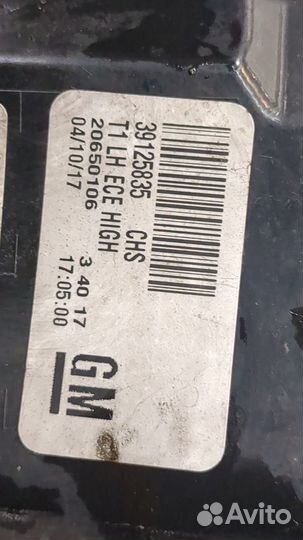 39125835 CHS
T1 LH ECE HIGH
20650106 3 40 17
04/10/17 17:05:00
GM
Avito